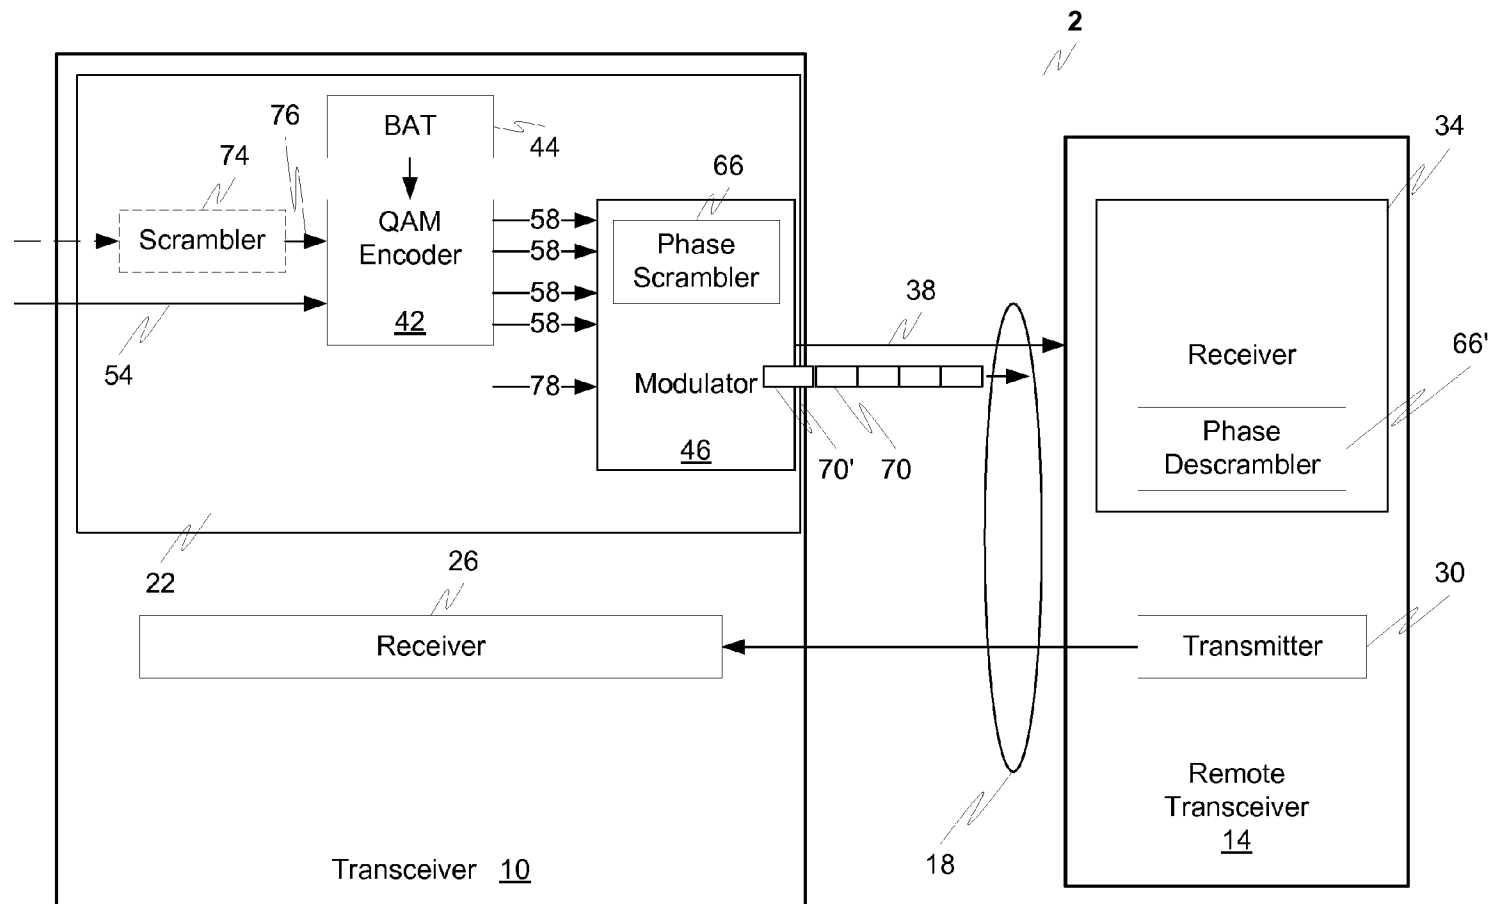 2
76
BAT
44
34
74
66
58
QAM
Scrambler
Phase
Encoder
58
Scrambler
58
38
42
58
66'
54
Receiver
78
Modulator
46
70'
70
Phase
Descrambler
22
26
30
Receiver
Transmitter
Remote
Transceiver
14
18
Transceiver 10